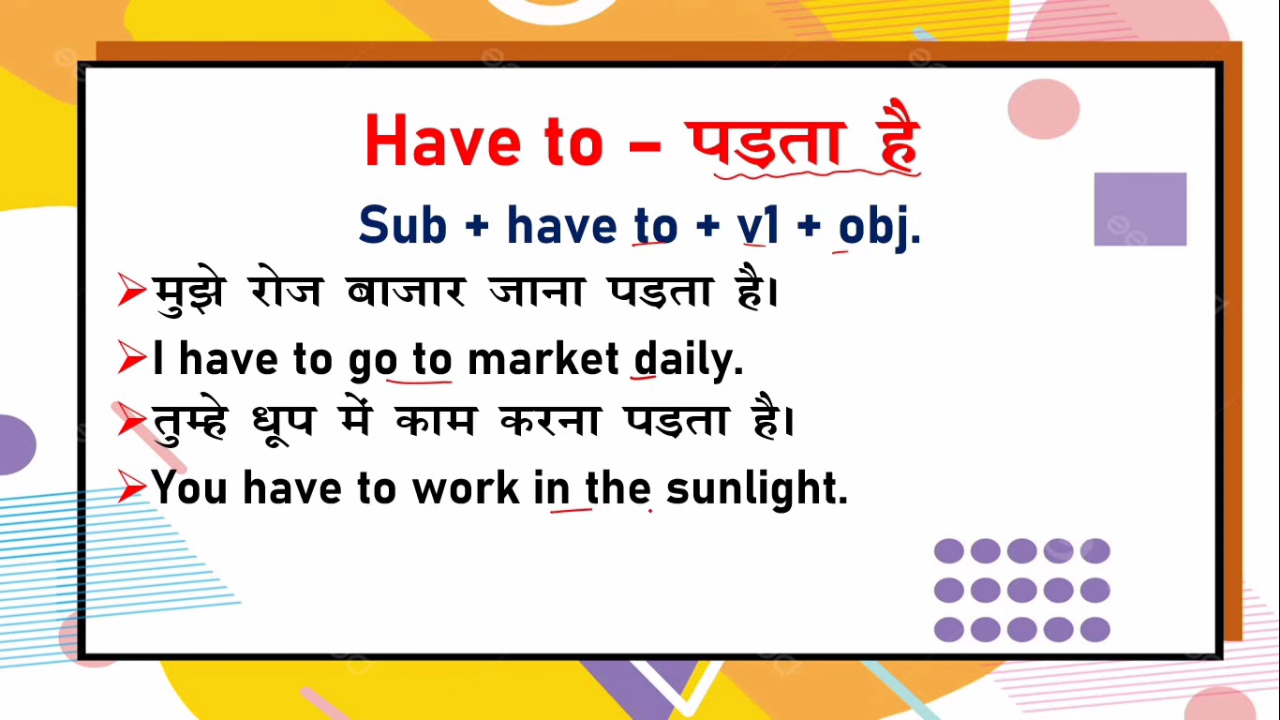 Have to – पडता है
Sub + have to + v1 + obj.
मुझे रोज बाजार जाना पड़ता है।
I have to go to market daily.
तुम्हे धूप में काम करना पड़ता है।
You have to work in the sunlight.